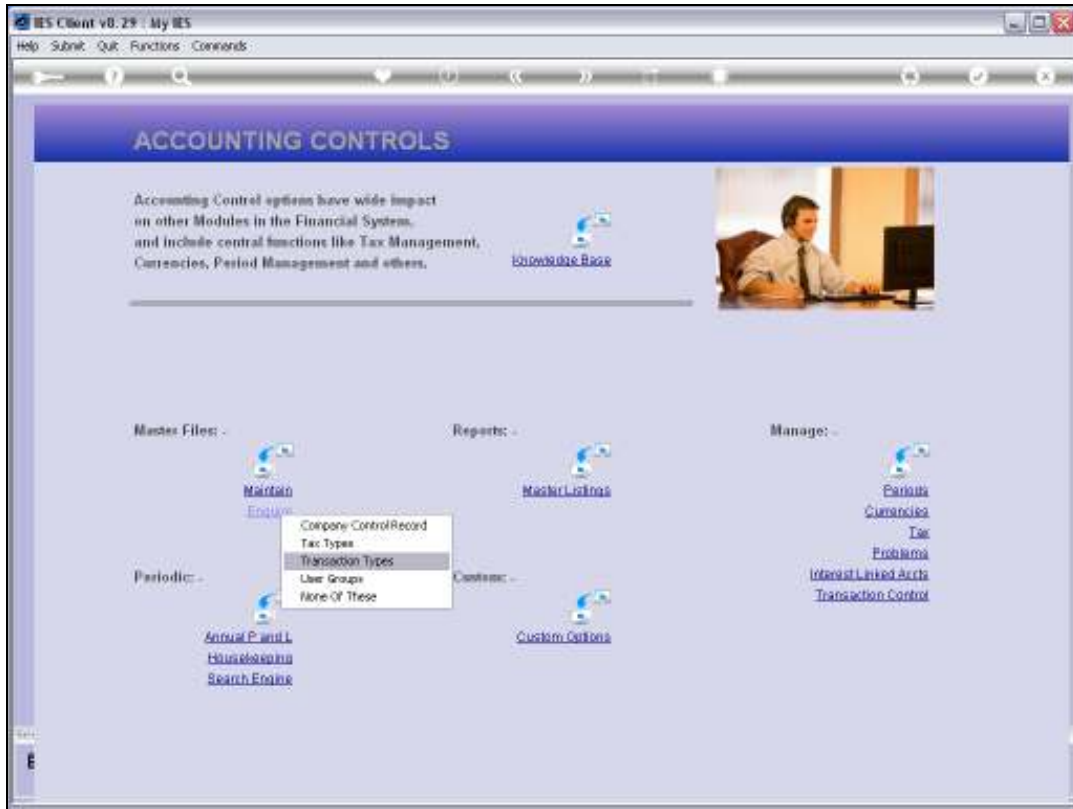 IES Client v8.29 : My IES
Help Submit Quit Functions Commands
ACCOUNTING CONTROLS
Accounting Control options have wide impact
on other Modules in the Financial System,
and include central functions like Tax Management,
Currencies, Period Management and others.
Knowledge Base
Master Files: -
Reports: -
Manage: -
Maintain
Master Listings
Periods
Enquire
Currencies
Company Control Record
Tax
Tax Types
Problems
Transaction Types
Periodic: -
User Groups
Custom: -
Interest Linked Accts
None Of These
Transaction Control
Annual P and L
Custom Options
Housekeeping
Search Engine